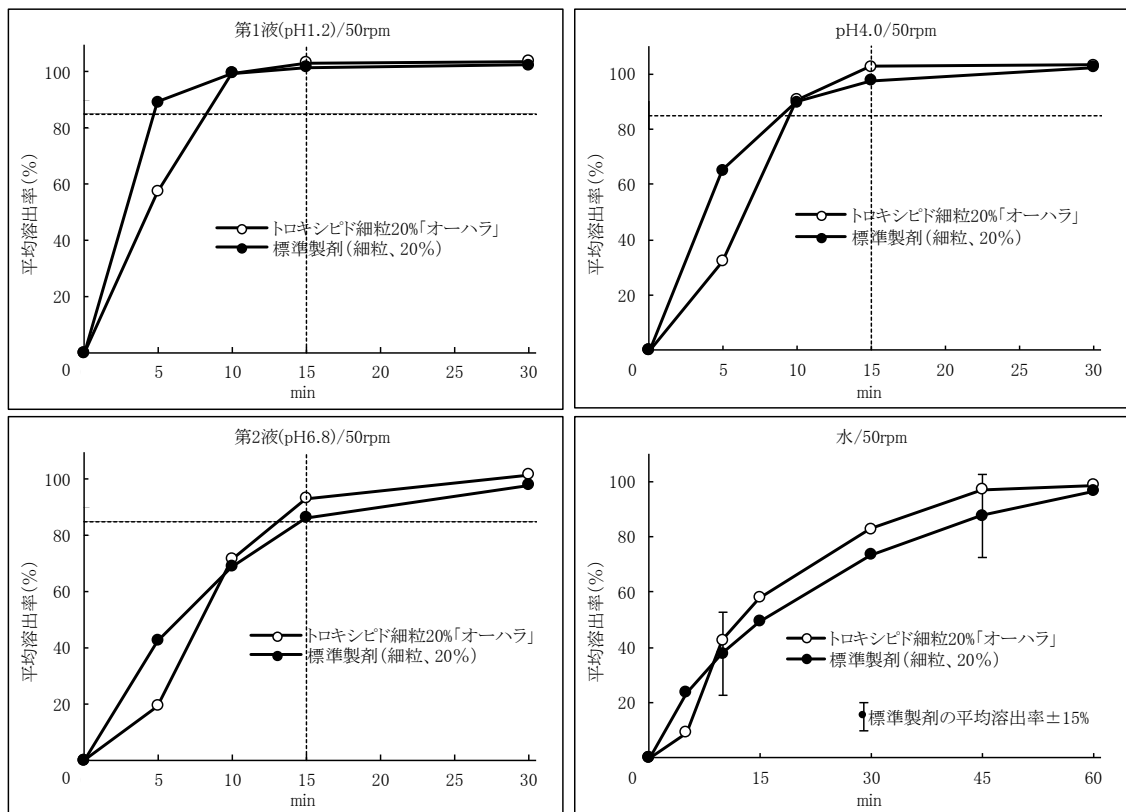 第1液(pH1.2)/50rpm
平均溶出率(%)
100
80
60
40
20
0
5
10
15
20
25
30
min
トロキシピド細粒20%「オーハラ」
標準製剤(細粒、20%)
pH4.0/50rpm
平均溶出率(%)
100
80
60
40
20
0
5
10
15
20
25
30
min
トロキシピド細粒20%「オーハラ」
標準製剤(細粒、20%)
第2液(pH6.8)/50rpm
平均溶出率(%)
100
80
60
40
20
0
5
10
15
20
25
30
min
トロキシピド細粒20%「オーハラ」
標準製剤(細粒、20%)
水/50rpm
平均溶出率(%)
100
80
60
40
20
0
15
30
45
60
min
トロキシピド細粒20%「オーハラ」
標準製剤(細粒、20%)
標準製剤の平均溶出率±15%